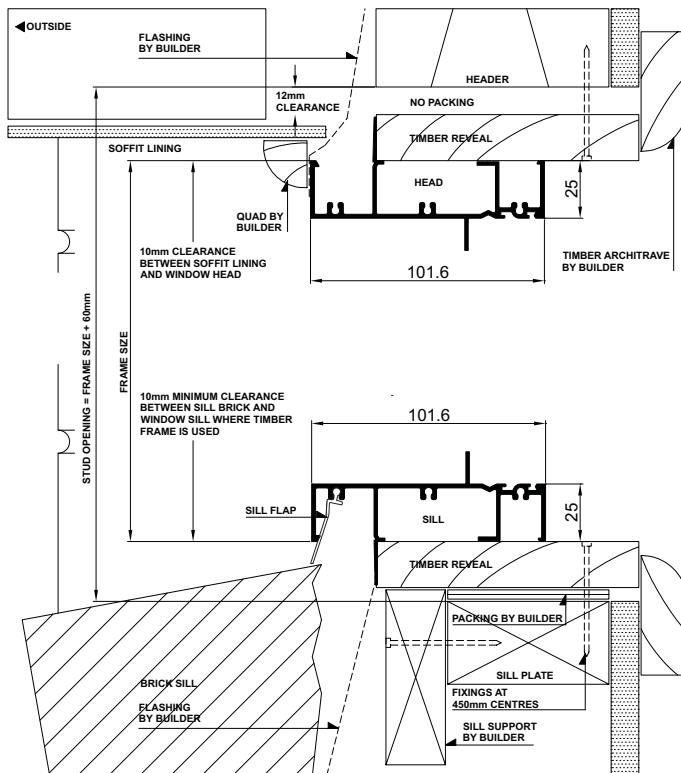 OUTSIDE
FLASHING
BY BUILDER
HEADER
12mm
CLEARANCE
NO PACKING
TIMBER REVEAL
SOFFIT LINING
HEAD
25
QUAD BY
BUILDER
10mm CLEARANCE
BETWEEN SOFFIT LINING
AND WINDOW HEAD
TIMBER ARCHITRAVE
BY BUILDER
101.6
STUD OPENING = FRAME SIZE + 60mm
FRAME SIZE
10mm MINIMUM CLEARANCE
BETWEEN SILL BRICK AND
WINDOW SILL WHERE TIMBER
FRAME IS USED
101.6
SILL FLAP
SILL
25
TIMBER REVEAL
PACKING BY BUILDER
BRICK SILL
SILL PLATE
FLASHING
BY BUILDER
FIXINGS AT
450mm CENTRES
SILL SUPPORT
BY BUILDER